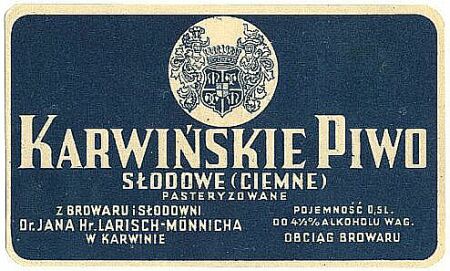 KARWIŃSKIE PIWO
SŁODOWE (CIEMNE)
PASTERYZOWANE
Z BROWARU i SŁODOWNI
Dr. JANA Hr. LARISCH-MÖNNICHA
W KARWINIE
POJEMNOŚĆ 0,5 L.
DO 4½% ALKOHOLU WAG.
OBCIĄG BROWARU